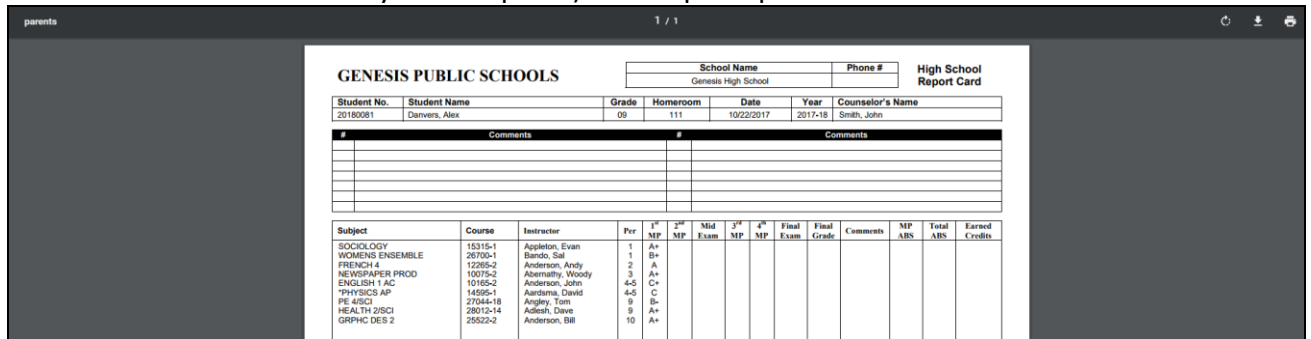 parents 1 / 1
GENESIS PUBLIC SCHOOLS
School Name Phone #
Genesis High School
High School
Report Card
Student No. Student Name Grade Homeroom Date Year Counselor's Name
20180081 Danvers, Alex 09 111 10/22/2017 2017-18 Smith, John
# Comments # Comments
Subject Course Instructor Per 1st MP 2nd MP Mid Exam 3rd MP 4th MP Final Exam Final Grade Comments MP ABS Total ABS Earned Credits
SOCIOLOGY 15315-1 Appleton, Evan 1 A+
WOMENS ENSEMBLE 26700-1 Bando, Sal 1 B+
FRENCH 4 12265-2 Anderson, Andy 2 A
NEWSPAPER PROD 10075-2 Abernathy, Woody 3 A+
ENGLISH 1 AC 10165-2 Anderson, John 4-5 C+
*PHYSICS AP 14595-1 Aardsma, David 4-5 C
PE 4/SCI 27044-18 Angley, Tom 9 B-
HEALTH 2/SCI 28012-14 Adlesh, Dave 9 A+
GRPHC DES 2 25522-2 Anderson, Bill 10 A+